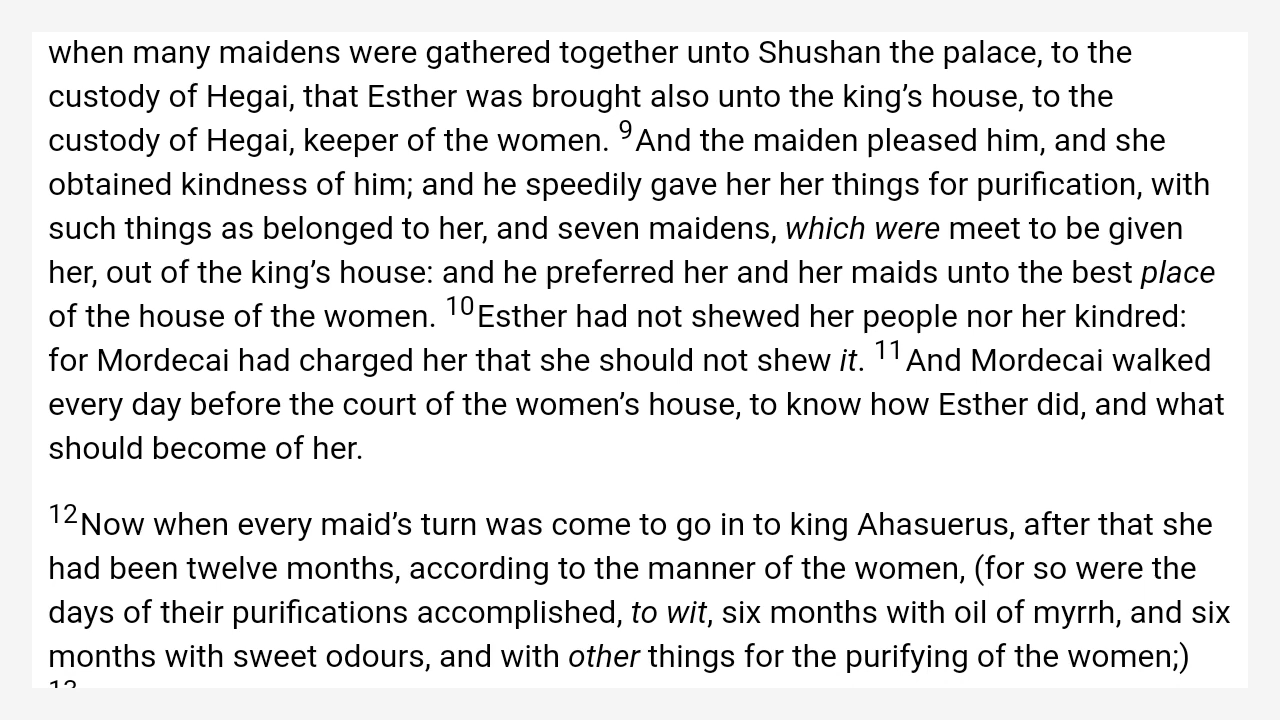 when many maidens were gathered together unto Shushan the palace, to the
custody of Hegai, that Esther was brought also unto the king’s house, to the
custody of Hegai, keeper of the women. 9And the maiden pleased him, and she
obtained kindness of him; and he speedily gave her her things for purification, with
such things as belonged to her, and seven maidens, which were meet to be given
her, out of the king’s house: and he preferred her and her maids unto the best place
of the house of the women. 10Esther had not shewed her people nor her kindred:
for Mordecai had charged her that she should not shew it. 11And Mordecai walked
every day before the court of the women’s house, to know how Esther did, and what
should become of her.
12Now when every maid’s turn was come to go in to king Ahasuerus, after that she
had been twelve months, according to the manner of the women, (for so were the
days of their purifications accomplished, to wit, six months with oil of myrrh, and six
months with sweet odours, and with other things for the purifying of the women;)